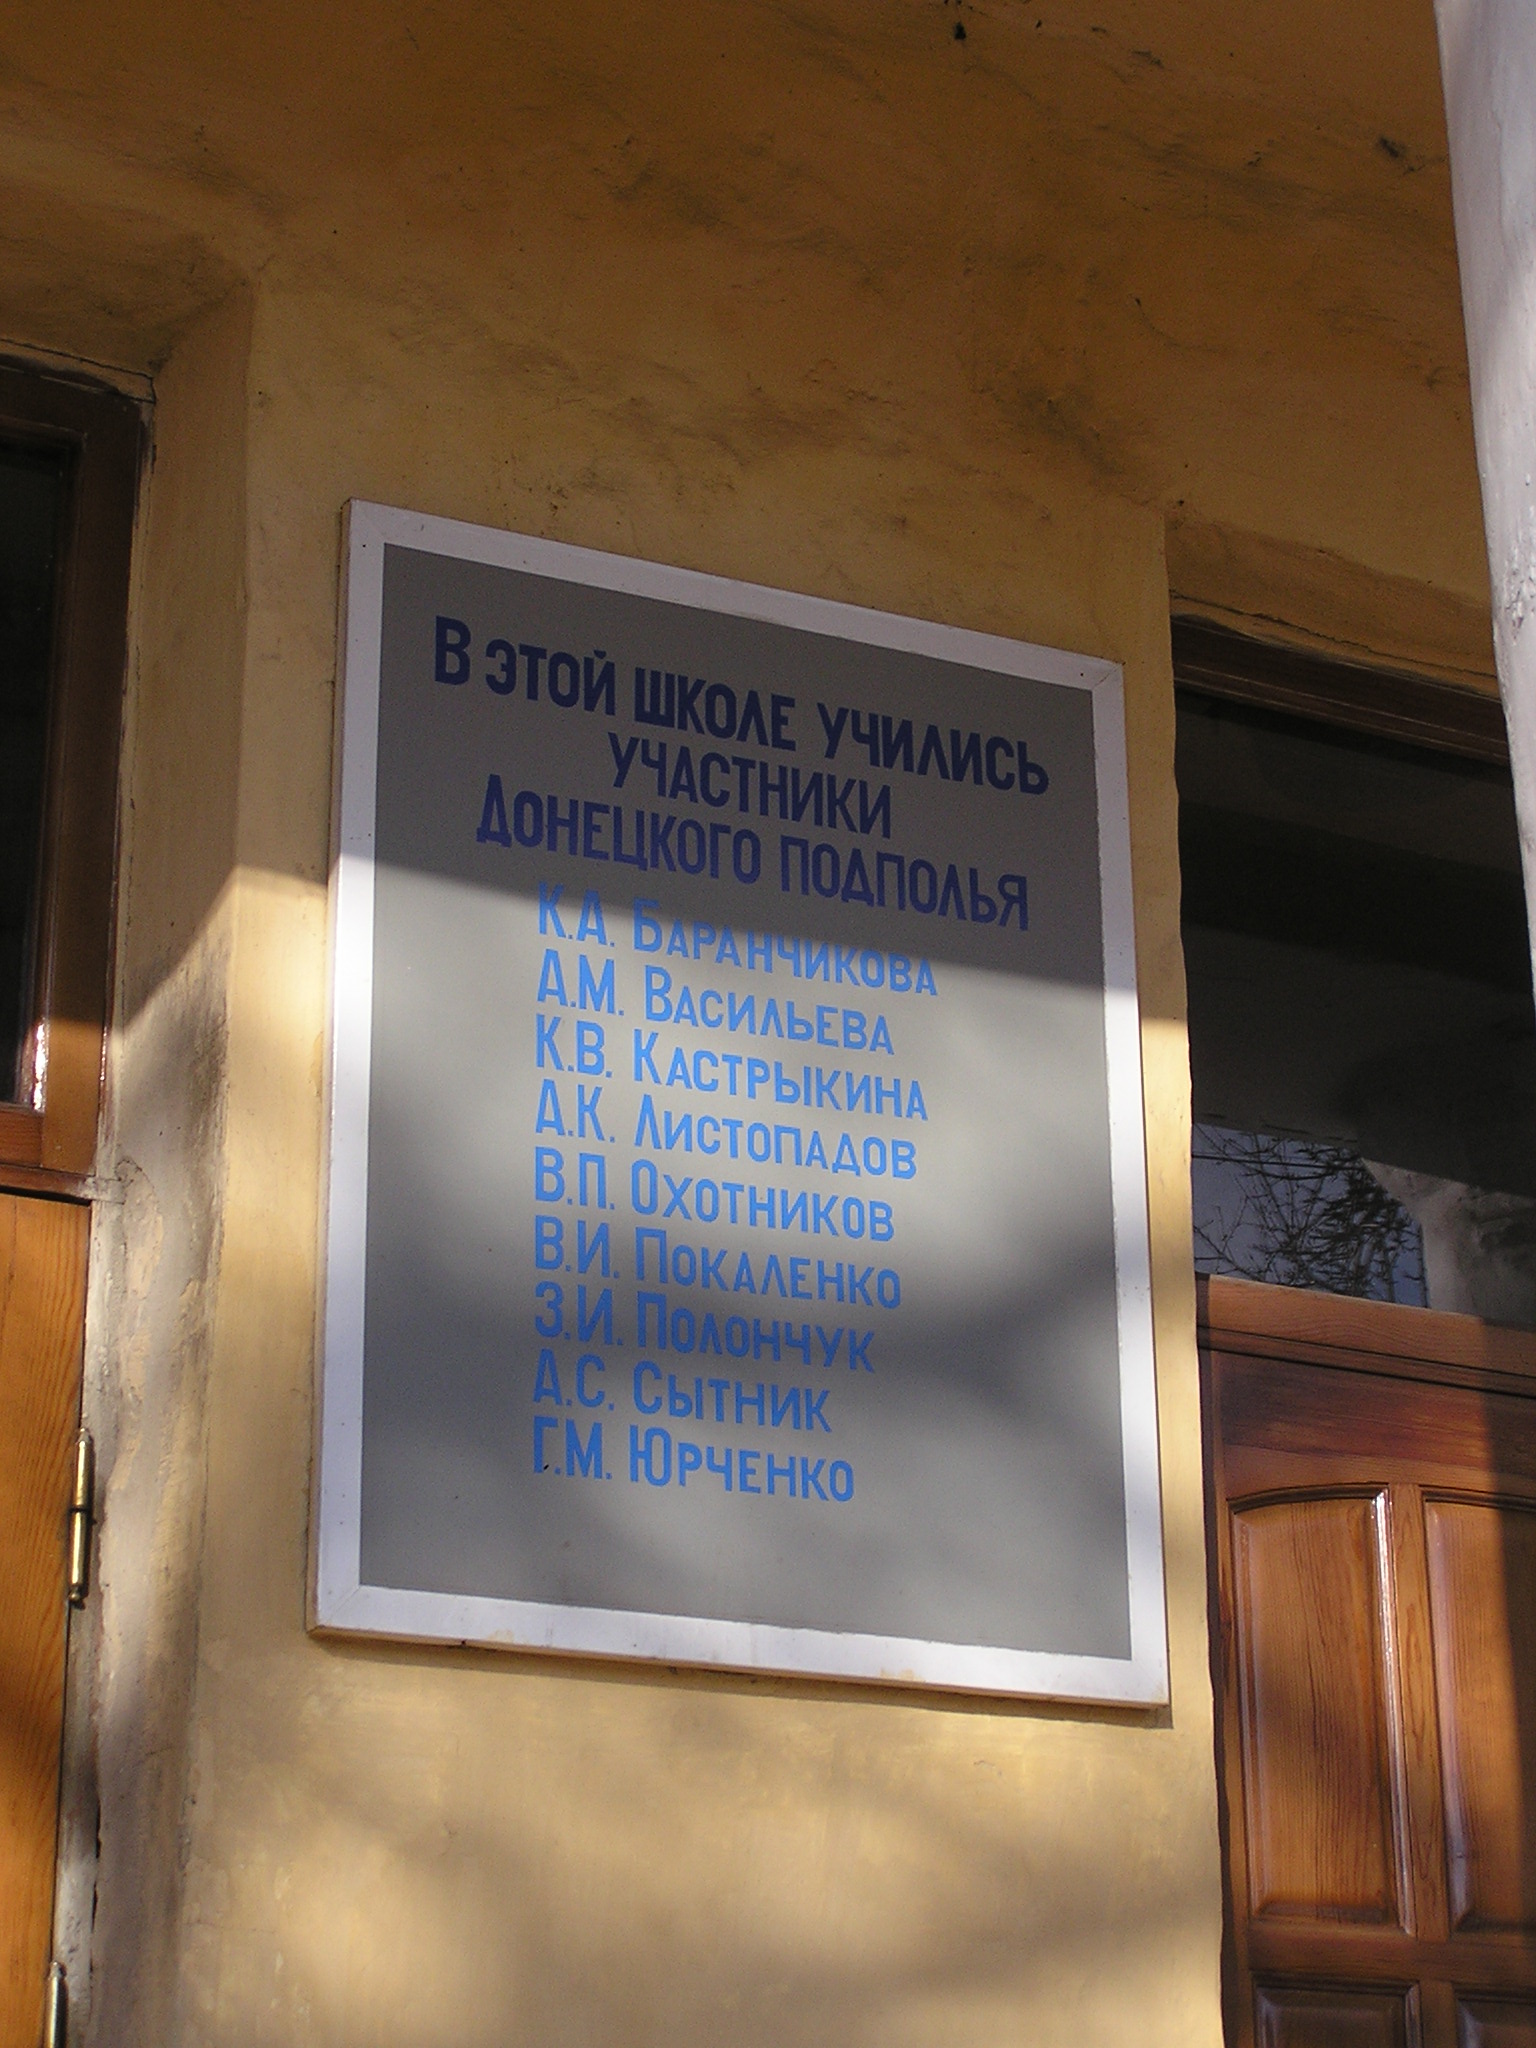 В этой школе учились
участники
Донецкого подполья
К.А. Баранчикова
А.М. Васильева
К.В. Кастрыкина
Д.К. Листопадов
В.П. Охотников
В.И. Покаленко
З.И. Полончук
А.С. Сытник
Г.М. Юрченко